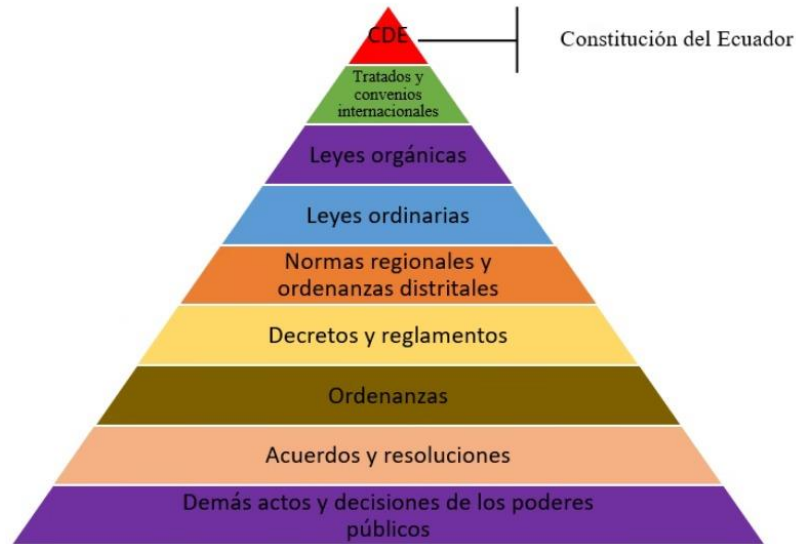 CDE
Constitución del Ecuador
Tratados y
convenios
internacionales
Leyes orgánicas
Leyes ordinarias
Normas regionales y
ordenanzas distritales
Decretos y reglamentos
Ordenanzas
Acuerdos y resoluciones
Demás actos y decisiones de los poderes
públicos